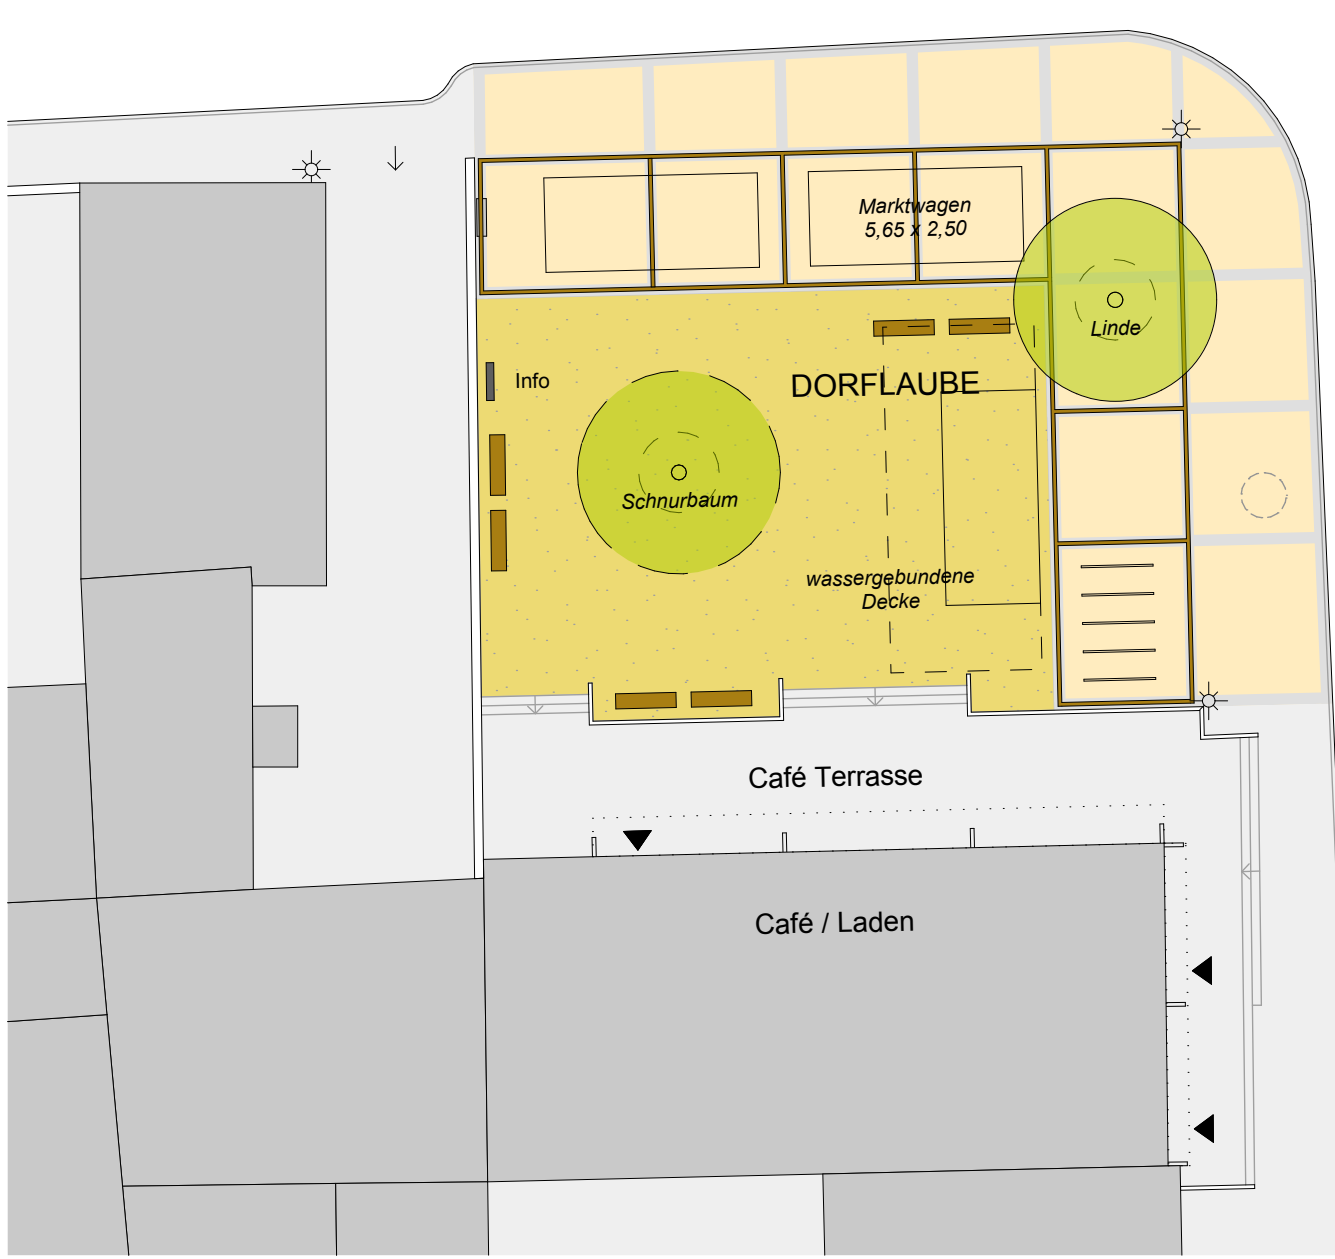 Marktwagen
5,65 x 2,50
Linde
Info
DORFLAUBE
Schnurbaum
wassergebundene
Decke
Café Terrasse
Café / Laden